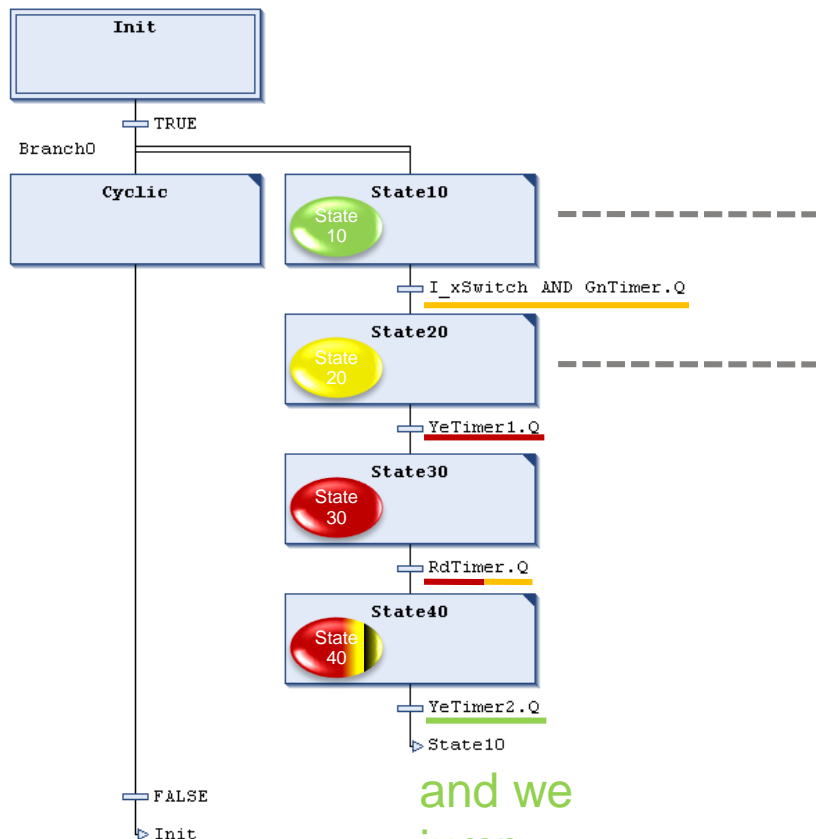 Init
TRUE
Branch0
Cyclic
State10
State
10
I_xSwitch AND GnTimer.Q
State20
State
20
YeTimer1.Q
State30
State
30
RdTimer.Q
State40
State
40
YeTimer2.Q
State10
and we
FALSE
Init